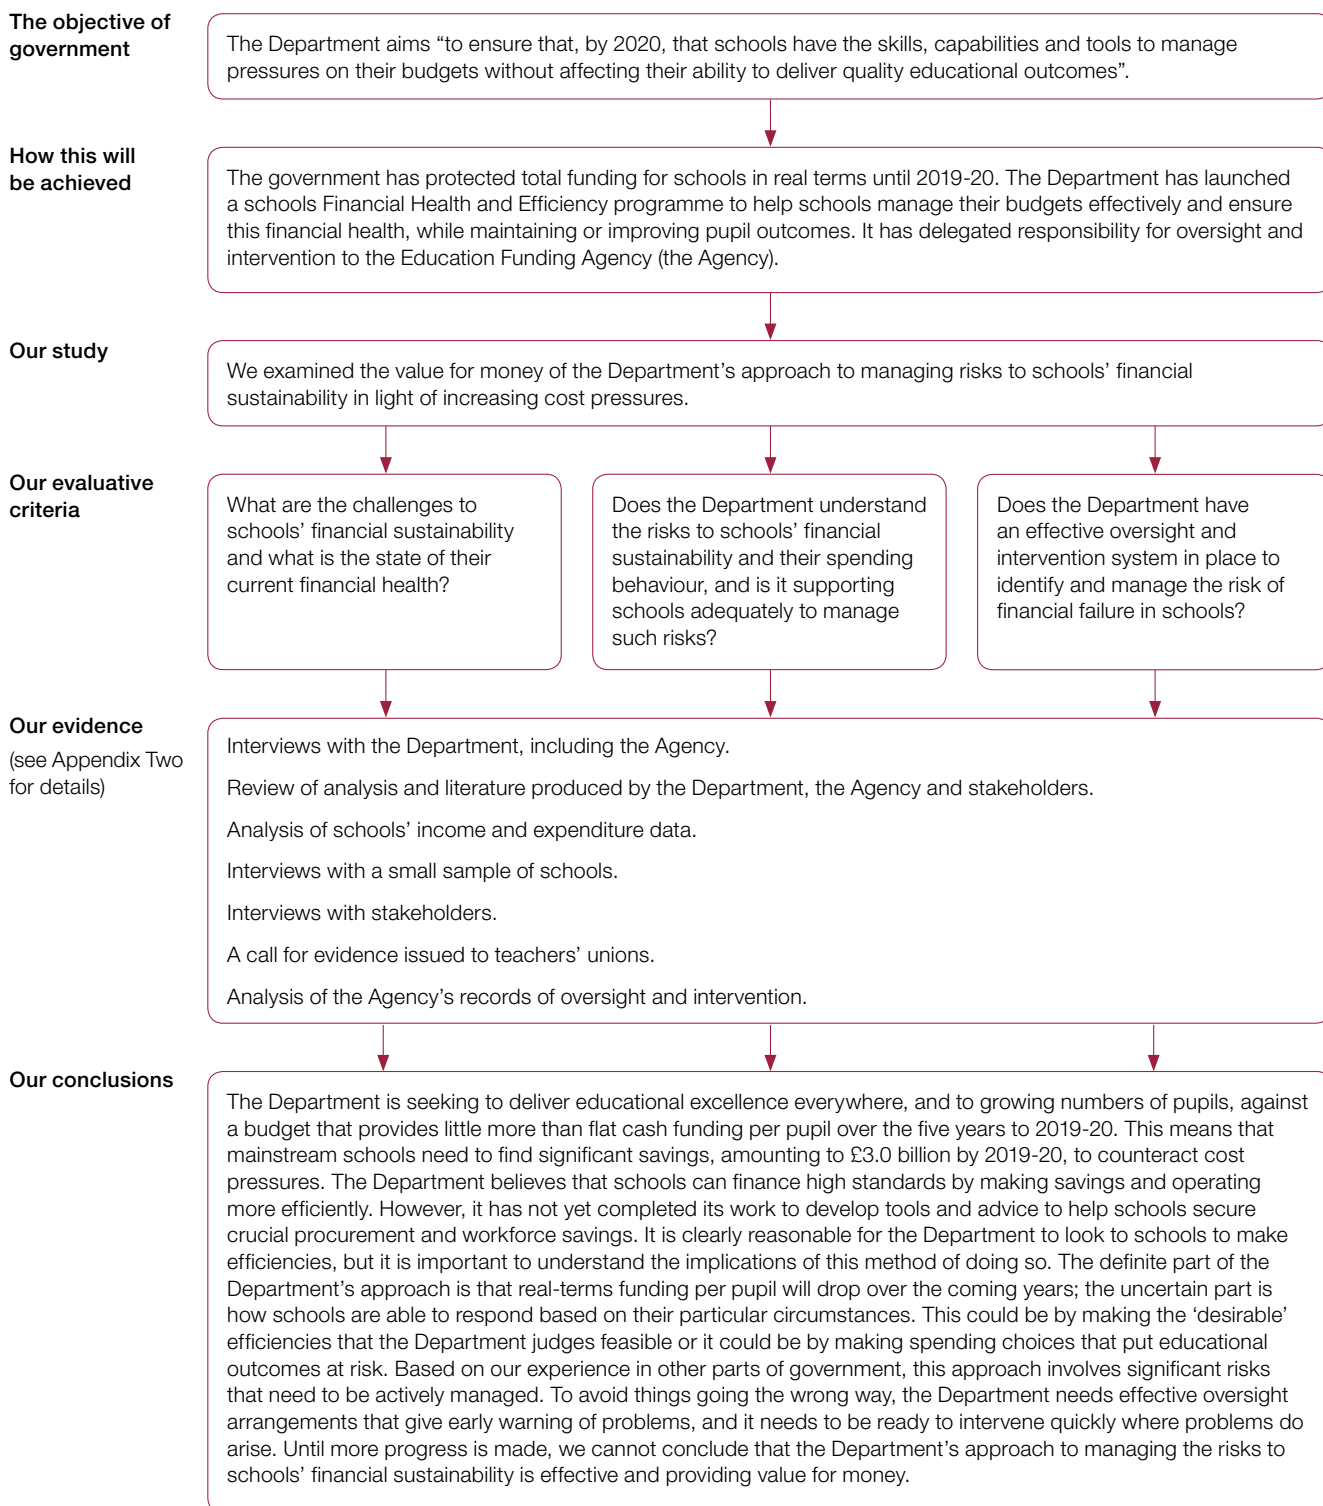 The objective of
government
The Department aims “to ensure that, by 2020, that schools have the skills, capabilities and tools to manage
pressures on their budgets without affecting their ability to deliver quality educational outcomes”.
How this will
be achieved
The government has protected total funding for schools in real terms until 2019-20. The Department has launched
a schools Financial Health and Efficiency programme to help schools manage their budgets effectively and ensure
this financial health, while maintaining or improving pupil outcomes. It has delegated responsibility for oversight and
intervention to the Education Funding Agency (the Agency).
Our study
We examined the value for money of the Department’s approach to managing risks to schools’ financial
sustainability in light of increasing cost pressures.
Our evaluative
criteria
What are the challenges to
schools’ financial sustainability
and what is the state of their
current financial health?
Does the Department understand
the risks to schools’ financial
sustainability and their spending
behaviour, and is it supporting
schools adequately to manage
such risks?
Does the Department have
an effective oversight and
intervention system in place to
identify and manage the risk of
financial failure in schools?
Our evidence
(see Appendix Two
for details)
Interviews with the Department, including the Agency.
Review of analysis and literature produced by the Department, the Agency and stakeholders.
Analysis of schools’ income and expenditure data.
Interviews with a small sample of schools.
Interviews with stakeholders.
A call for evidence issued to teachers’ unions.
Analysis of the Agency’s records of oversight and intervention.
Our conclusions
The Department is seeking to deliver educational excellence everywhere, and to growing numbers of pupils, against
a budget that provides little more than flat cash funding per pupil over the five years to 2019-20. This means that
mainstream schools need to find significant savings, amounting to £3.0 billion by 2019-20, to counteract cost
pressures. The Department believes that schools can finance high standards by making savings and operating
more efficiently. However, it has not yet completed its work to develop tools and advice to help schools secure
crucial procurement and workforce savings. It is clearly reasonable for the Department to look to schools to make
efficiencies, but it is important to understand the implications of this method of doing so. The definite part of the
Department’s approach is that real-terms funding per pupil will drop over the coming years; the uncertain part is
how schools are able to respond based on their particular circumstances. This could be by making the ‘desirable’
efficiencies that the Department judges feasible or it could be by making spending choices that put educational
outcomes at risk. Based on our experience in other parts of government, this approach involves significant risks
that need to be actively managed. To avoid things going the wrong way, the Department needs effective oversight
arrangements that give early warning of problems, and it needs to be ready to intervene quickly where problems do
arise. Until more progress is made, we cannot conclude that the Department’s approach to managing the risks to
schools’ financial sustainability is effective and providing value for money.